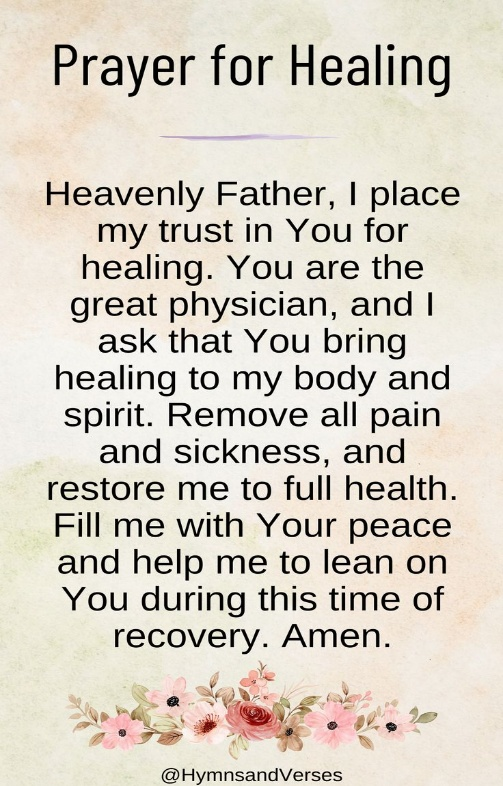 Prayer for Healing
Heavenly Father, I place
my trust in You for
healing. You are the
great physician, and I
ask that You bring
healing to my body and
spirit. Remove all pain
and sickness, and
restore me to full health.
Fill me with Your peace
and help me to lean on
You during this time of
recovery. Amen.
@HymnsandVerses